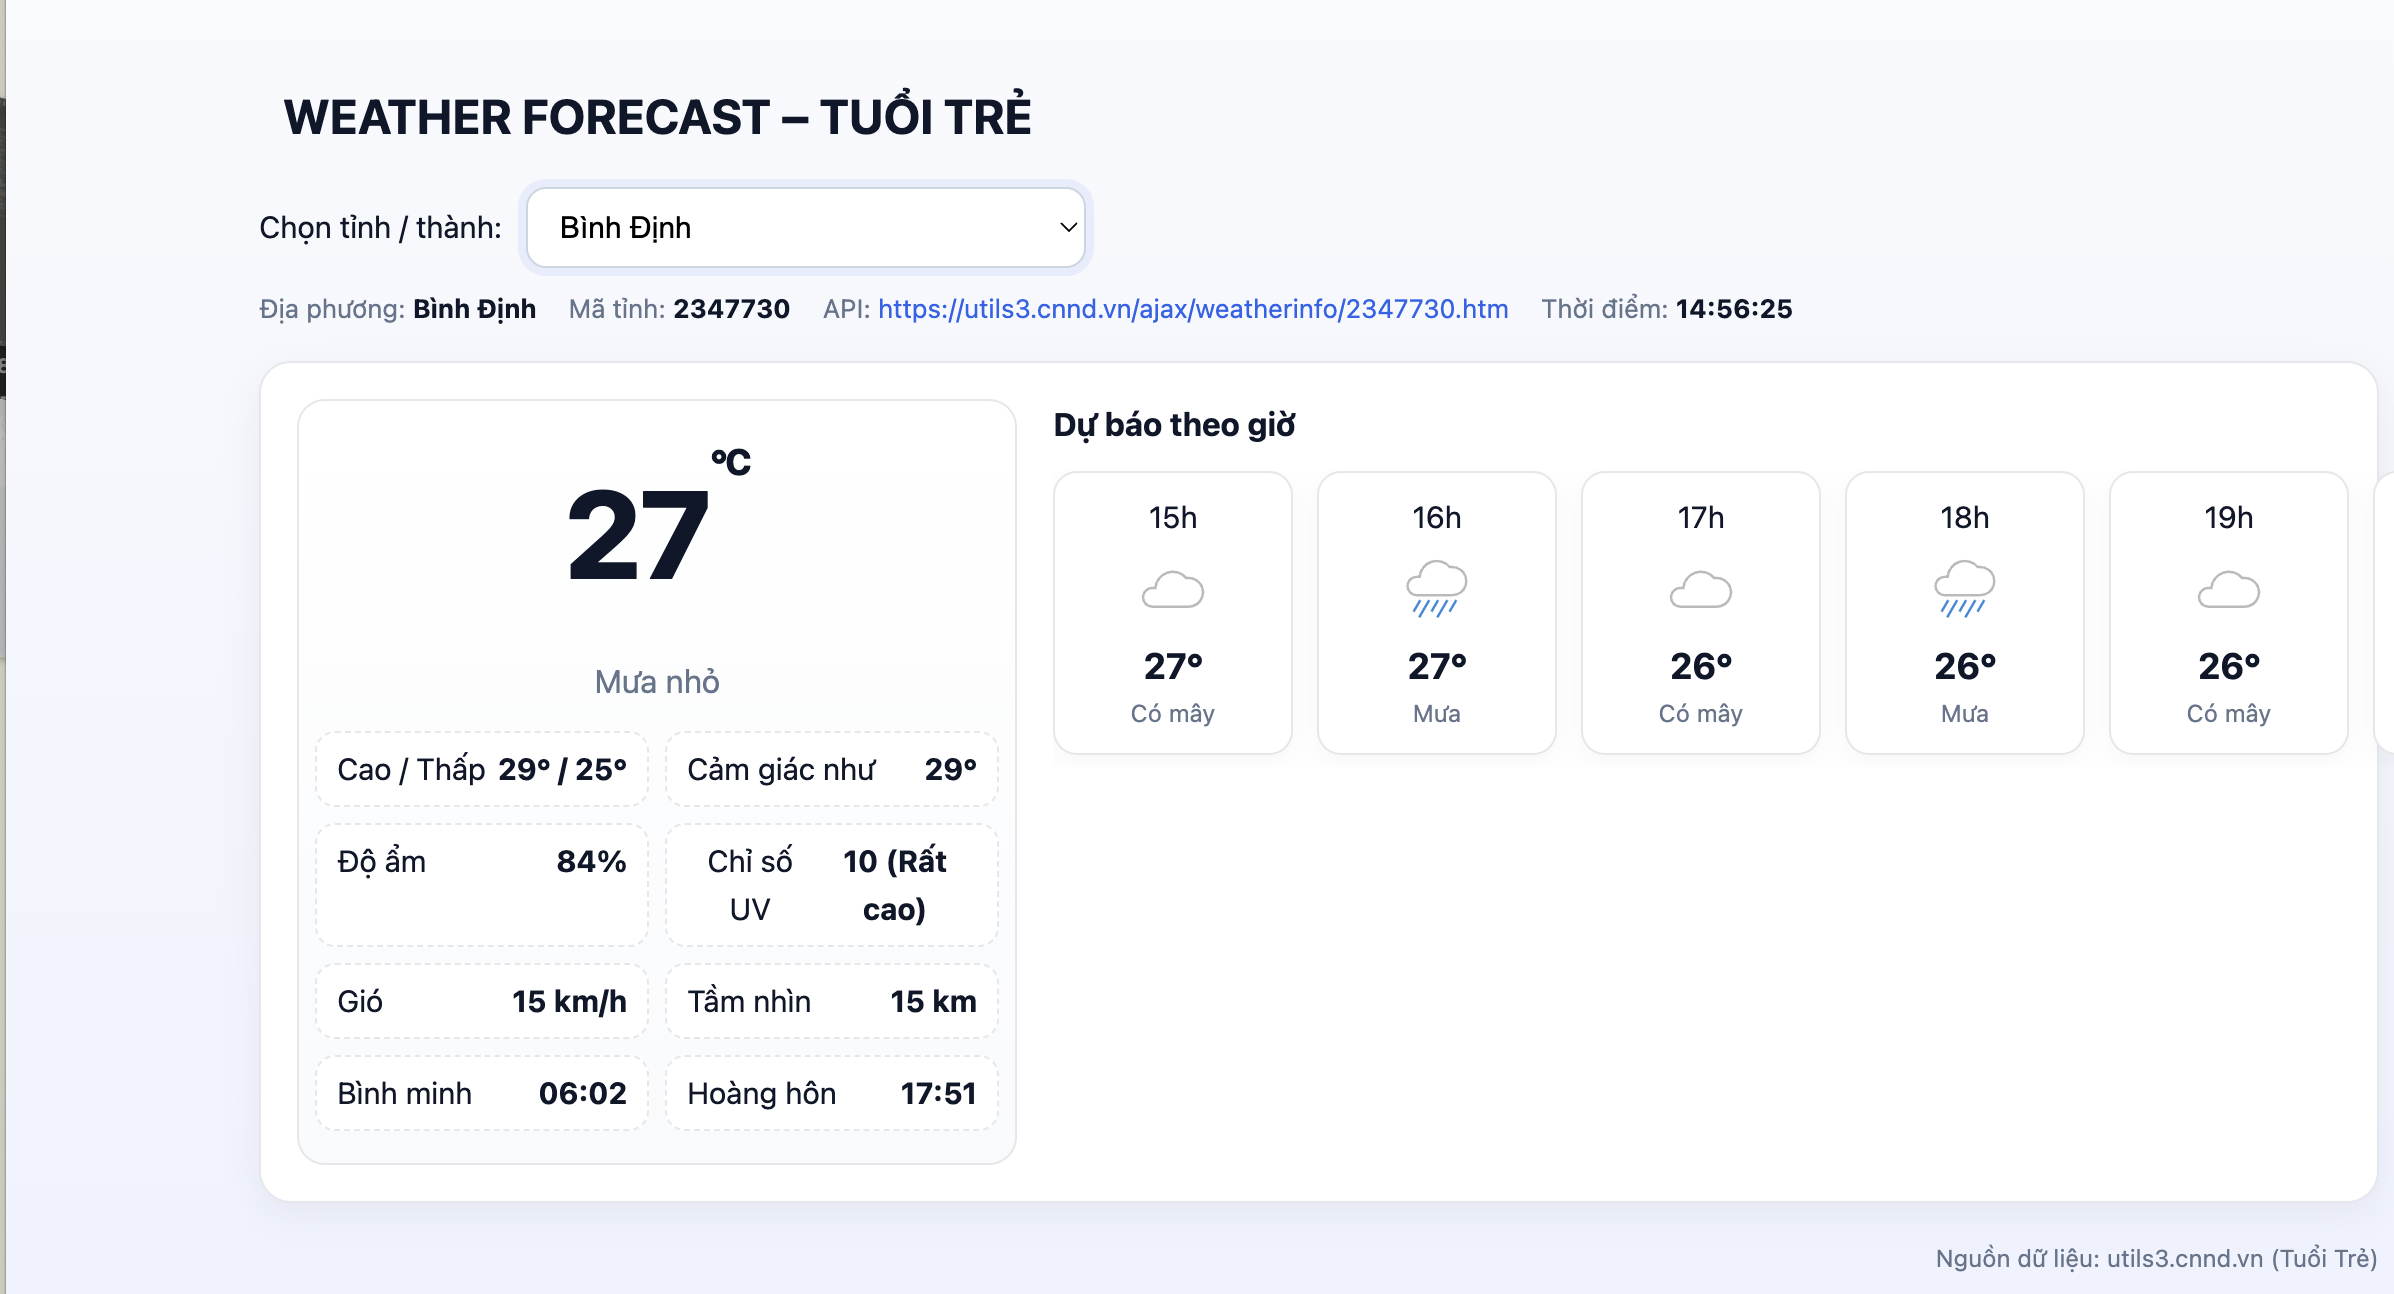 WEATHER FORECAST – TUỔI TRẺ
Chọn tỉnh / thành: Bình Định
Địa phương: Bình Định Mã tỉnh: 2347730 API: https://utils3.cnnd.vn/ajax/weatherinfo/2347730.htm Thời điểm: 14:56:25
27 °C
Mưa nhỏ
Cao / Thấp 29° / 25° Cảm giác như 29°
Độ ẩm 84% Chỉ số UV 10 (Rất cao)
Gió 15 km/h Tầm nhìn 15 km
Bình minh 06:02 Hoàng hôn 17:51
Dự báo theo giờ
15h 16h 17h 18h 19h
27° 27° 26° 26° 26°
Có mây Mưa Có mây Mưa Có mây
Nguồn dữ liệu: utils3.cnnd.vn (Tuổi Trẻ)